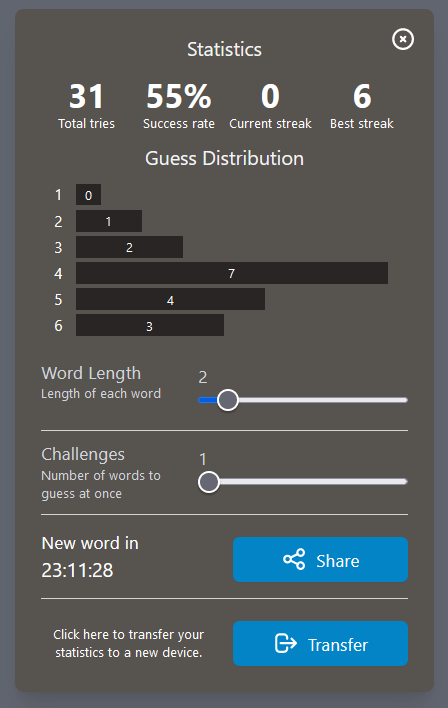 Statistics
31 55% 0 6
Total tries Success rate Current streak Best streak
Guess Distribution
1 0
2 1
3 2
4 7
5 4
6 3
Word Length
Length of each word
2
Challenges
Number of words to
guess at once
1
New word in
23:11:28
Share
Click here to transfer your
statistics to a new device.
Transfer